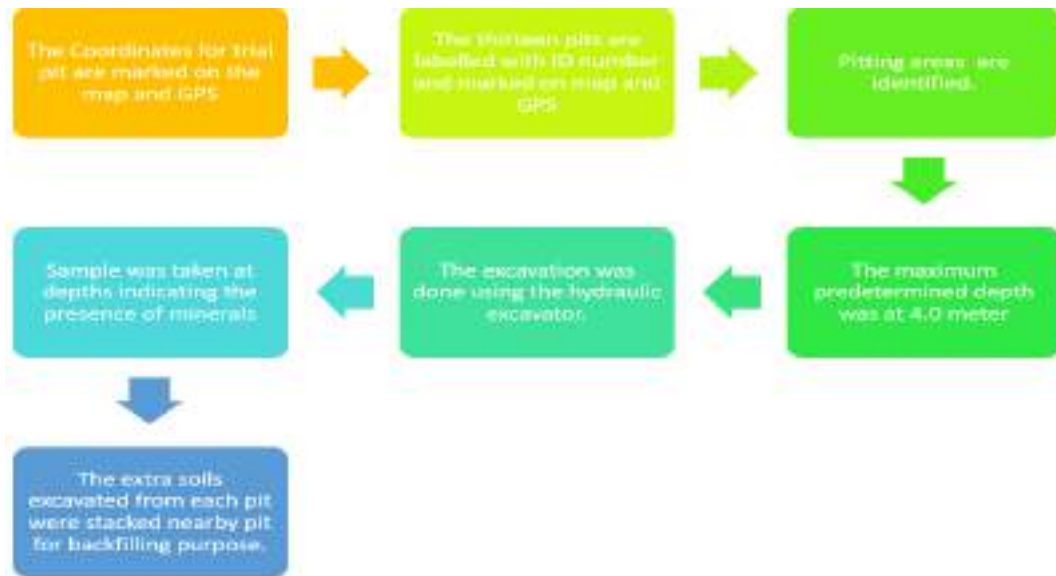 The Coordinates for trial
pit are marked on the
map and GPS
The thirteen pits are
labelled with ID number
and marked on map and
GPS
Pitting areas are
identified.
The maximum
predetermined depth
was at 4.0 meter
The excavation was
done using the hydraulic
excavator.
Sample was taken at
depths indicating the
presence of minerals
The extra soils
excavated from each pit
were stacked nearby pit
for backfilling purpose.